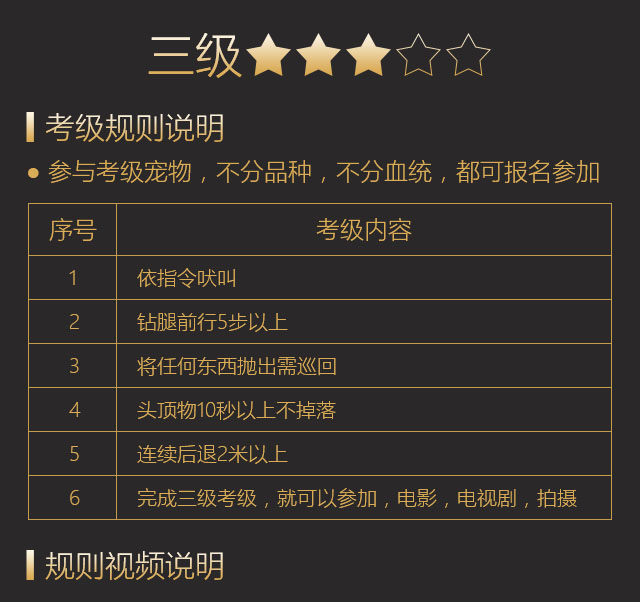 三级
考级规则说明
参与考级宠物，不分品种，不分血统，都可报名参加
序号 考级内容
1 依指令吠叫
2 钻腿前行5步以上
3 将任何东西抛出需巡回
4 头顶物10秒以上不掉落
5 连续后退2米以上
6 完成三级考级，就可以参加，电影，电视剧，拍摄
规则视频说明